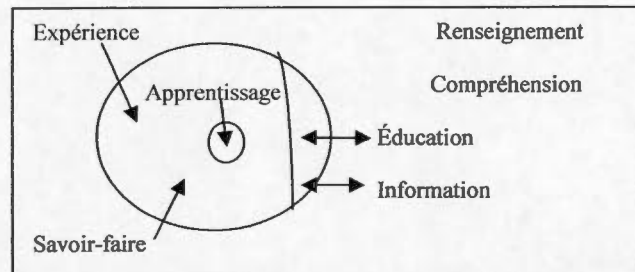 Expérience
Renseignement
Compréhension
Apprentissage
Éducation
Information
Savoir-faire